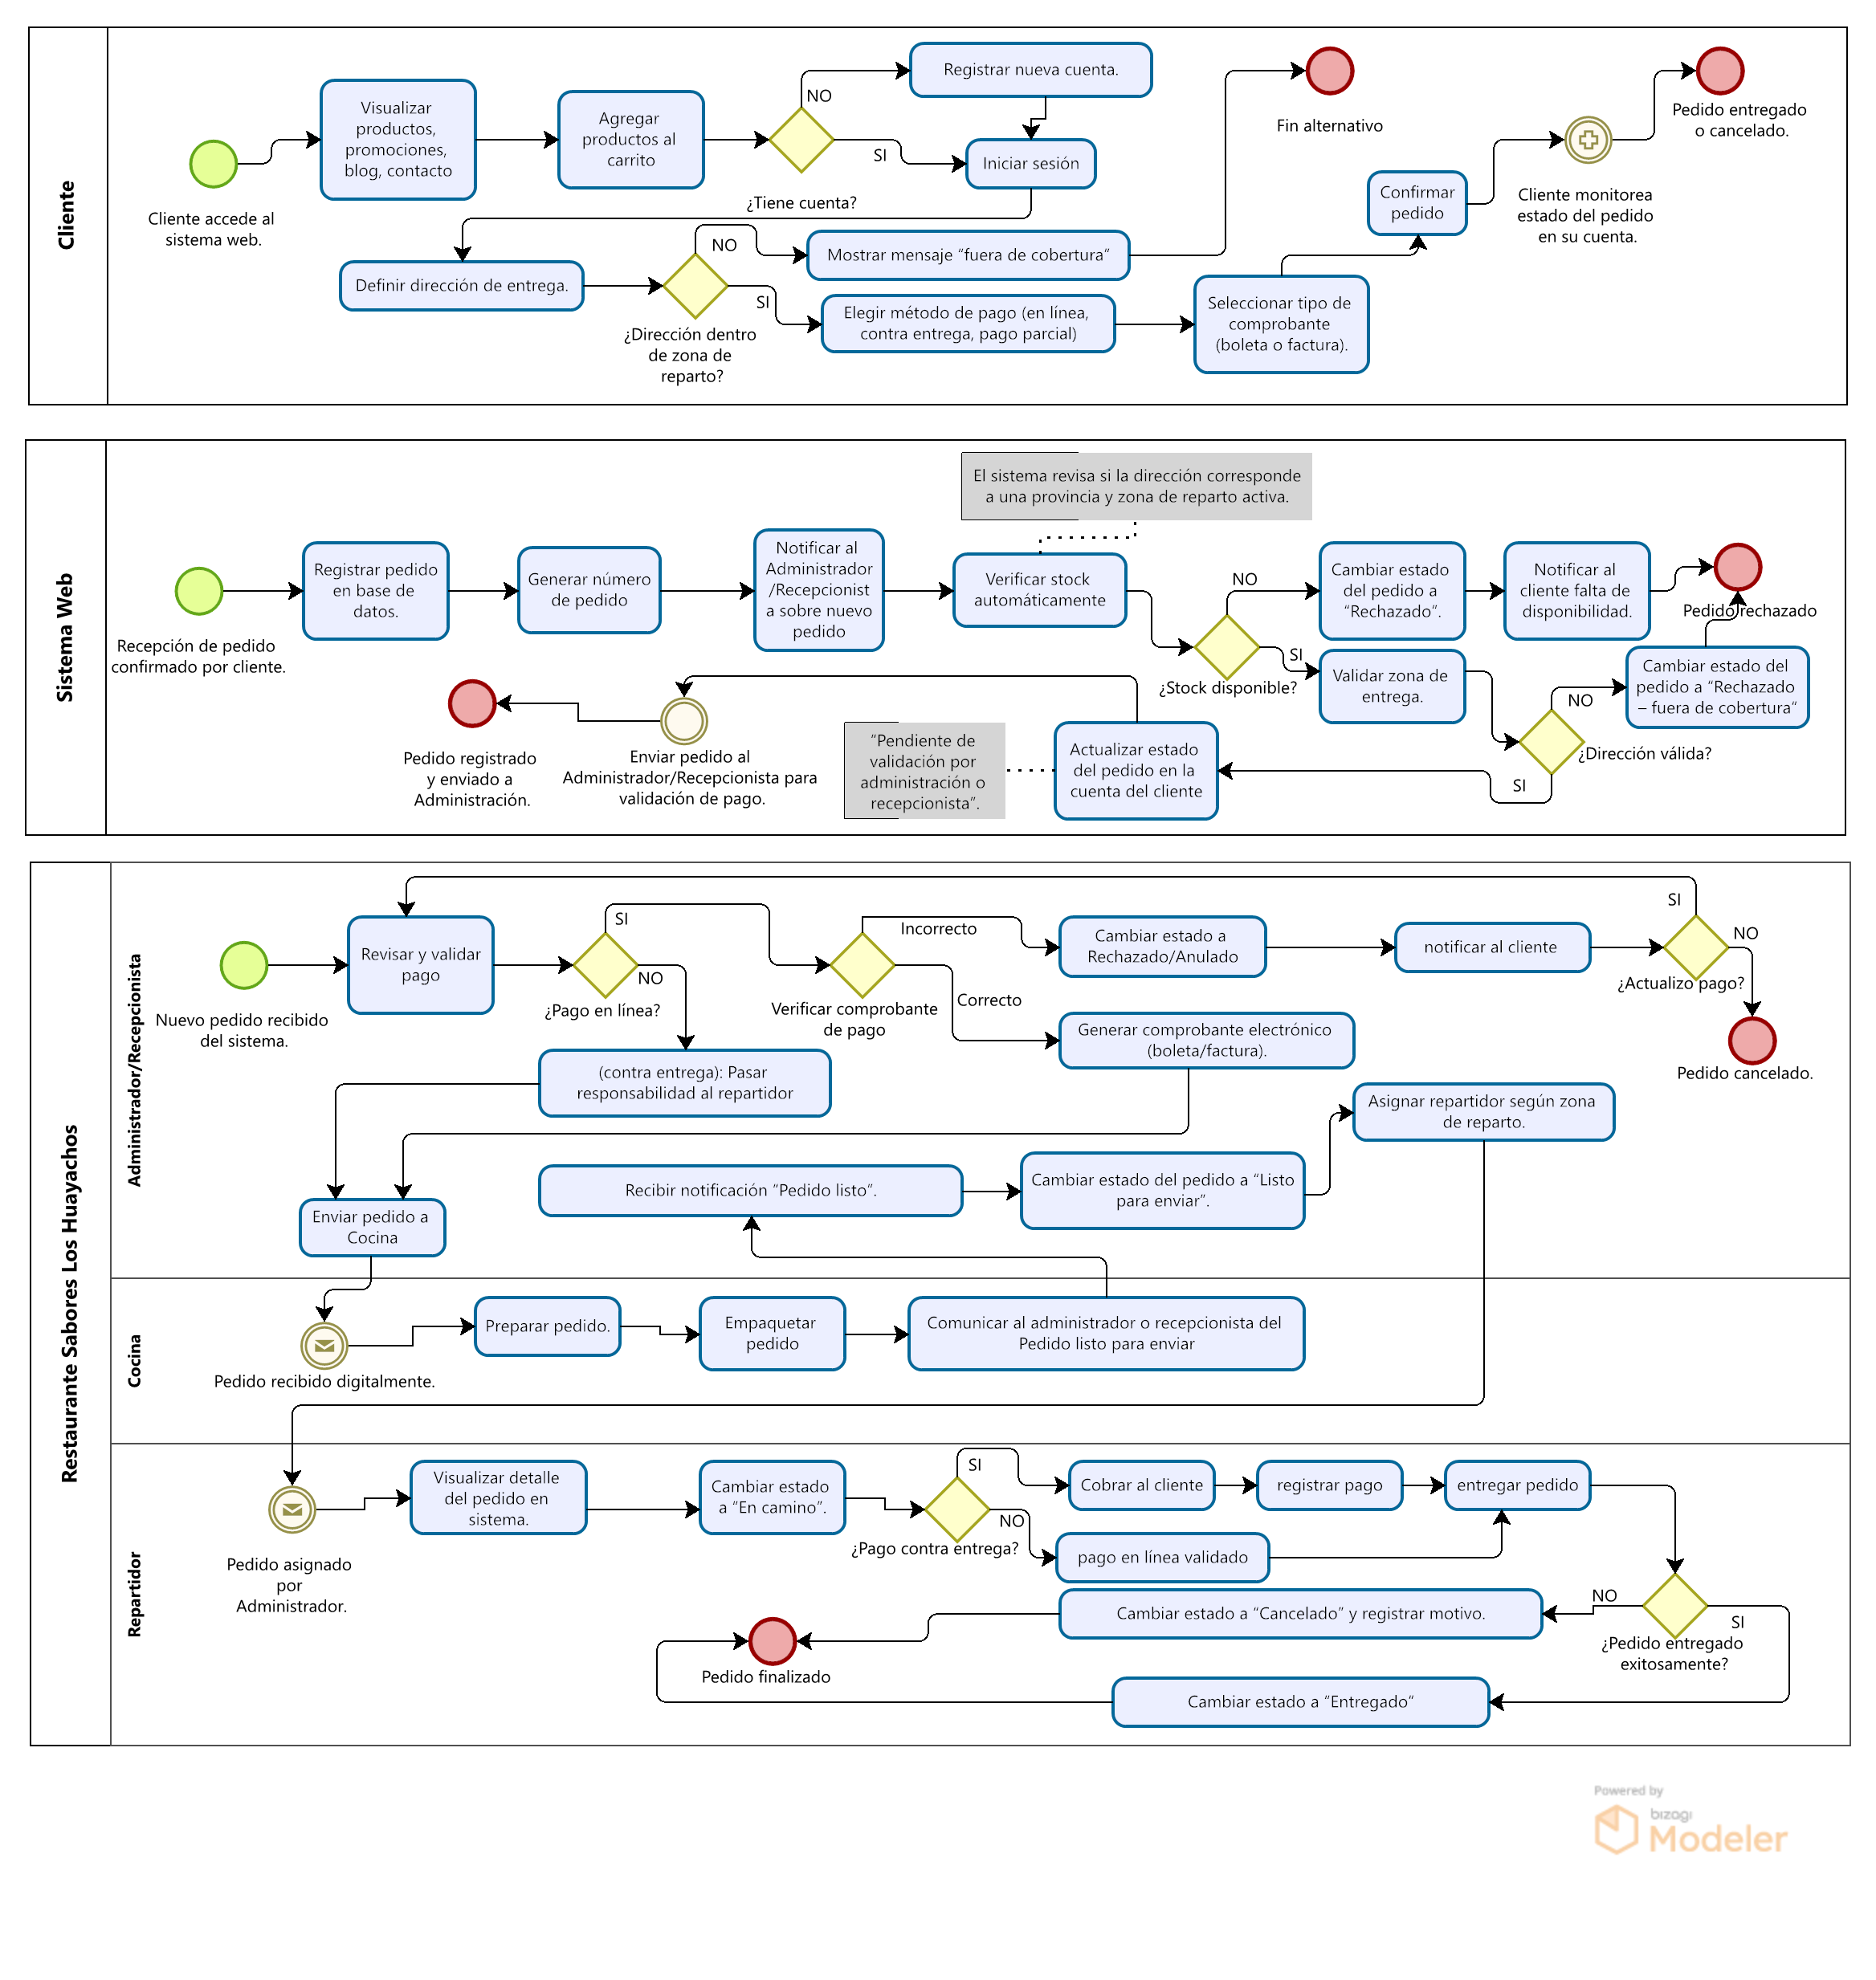 Cliente
Cliente accede al
sistema web.
Visualizar
productos,
promociones,
blog, contacto
Agregar
productos al
carrito
¿Tiene cuenta?
NO
SI
Registrar nueva cuenta.
Iniciar sesión
Definir dirección de entrega.
¿Dirección dentro
de zona de
reparto?
NO
SI
Mostrar mensaje “fuera de cobertura”
Elegir método de pago (en línea,
contra entrega, pago parcial)
Seleccionar tipo de
comprobante
(boleta o factura).
Confirmar
pedido
Fin alternativo
Cliente monitorea
estado del pedido
en su cuenta.
Pedido entregado
o cancelado.
Sistema Web
Recepción de pedido
confirmado por cliente.
Registrar pedido
en base de
datos.
Generar número
de pedido
Notificar al
Administrador
/Recepcionist
a sobre nuevo
pedido
El sistema revisa si la dirección corresponde
a una provincia y zona de reparto activa.
Verificar stock
automáticamente
¿Stock disponible?
NO
SI
Cambiar estado
del pedido a
“Rechazado”.
Notificar al
cliente falta de
disponibilidad.
Pedido rechazado
Validar zona de
entrega.
¿Dirección válida?
NO
SI
Cambiar estado del
pedido a “Rechazado
– fuera de cobertura”
Actualizar estado
del pedido en la
cuenta del cliente
“Pendiente de
validación por
administración o
recepcionista”.
Enviar pedido al
Administrador/Recepcionista para
validación de pago.
Pedido registrado
y enviado a
Administración.
Restaurante Sabores Los Huayachos
Administrador/Recepcionista
Nuevo pedido recibido
del sistema.
Revisar y validar
pago
¿Pago en línea?
SI
NO
Verificar comprobante
de pago
Incorrecto
Correcto
Cambiar estado a
Rechazado/Anulado
notificar al cliente
¿Actualizo pago?
SI
NO
Pedido cancelado.
Generar comprobante electrónico
(boleta/factura).
(contra entrega): Pasar
responsabilidad al repartidor
Enviar pedido a
Cocina
Recibir notificación “Pedido listo”.
Cambiar estado del pedido a “Listo
para enviar”.
Asignar repartidor según zona
de reparto.
Cocina
Pedido recibido digitalmente.
Preparar pedido.
Empaquetar
pedido
Comunicar al administrador o recepcionista del
Pedido listo para enviar
Repartidor
Pedido asignado
por
Administrador.
Visualizar detalle
del pedido en
sistema.
Cambiar estado
a “En camino”.
¿Pago contra entrega?
SI
NO
Cobrar al cliente
registrar pago
entregar pedido
pago en línea validado
¿Pedido entregado
exitosamente?
NO
SI
Cambiar estado a “Cancelado” y registrar motivo.
Cambiar estado a “Entregado”
Pedido finalizado
Powered by
bizagi
Modeler